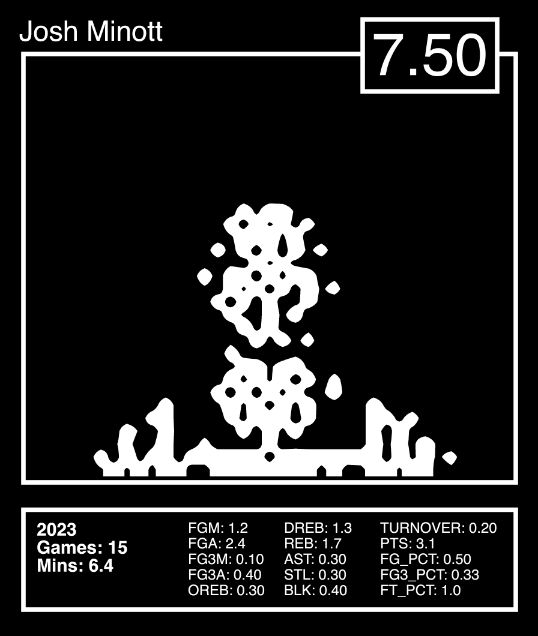 Josh Minott
7.50
2023
Games: 15
Mins: 6.4
FGM: 1.2
FGA: 2.4
FG3M: 0.10
FG3A: 0.40
OREB: 0.30
DREB: 1.3
REB: 1.7
AST: 0.30
STL: 0.30
BLK: 0.40
TURNOVER: 0.20
PTS: 3.1
FG_PCT: 0.50
FG3_PCT: 0.33
FT_PCT: 1.0